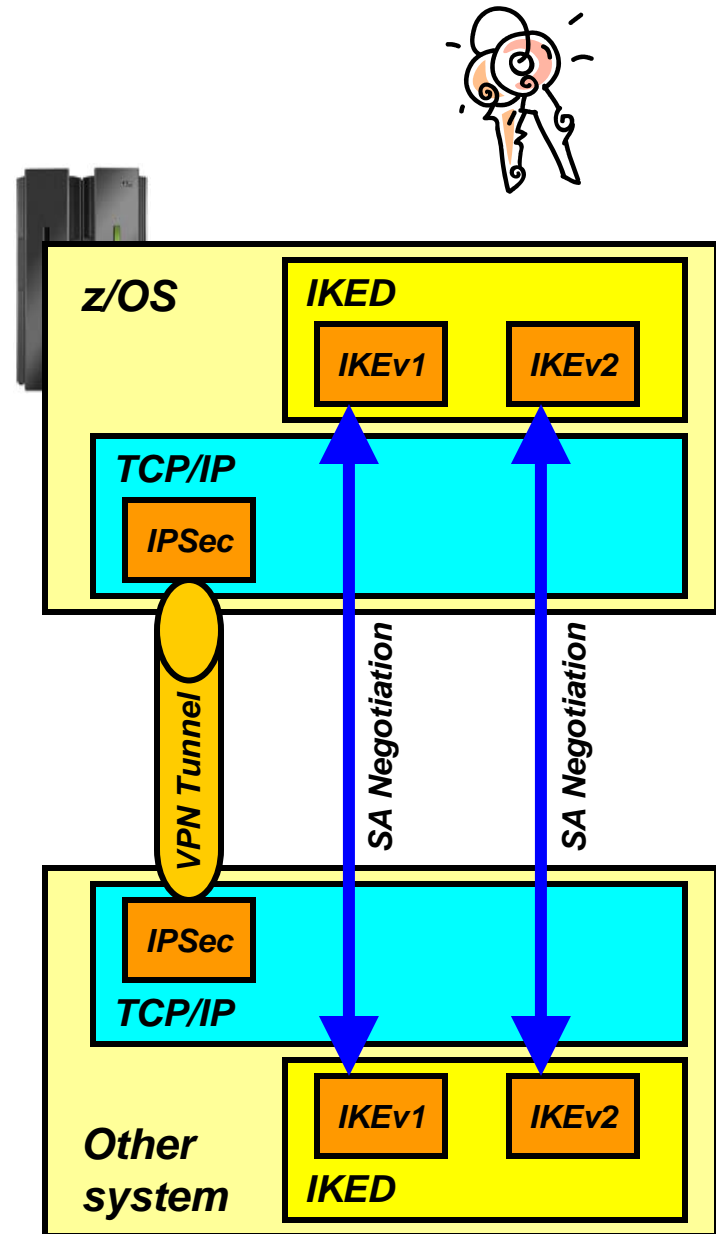 z/OS
IKED
IKEv1
IKEv2
TCP/IP
IPSec
VPN Tunnel
SA Negotiation
SA Negotiation
IPSec
TCP/IP
IKEv1
IKEv2
Other
system
IKED